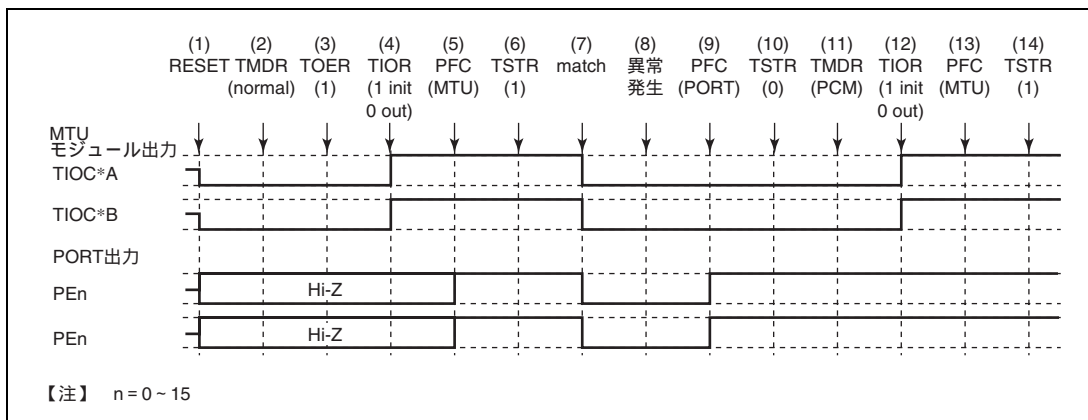 (1) (2) (3) (4) (5) (6) (7) (8) (9) (10) (11) (12) (13) (14)
RESET TMDR TOER TIOR PFC TSTR match 異常 PFC TSTR TMDR TIOR PFC TSTR
(normal) (1) (1 init (MTU) (1) 発生 (PORT) (0) (PCM) (1 init (MTU) (1)
0 out) 0 out)
MTU
モジュール出力
TIOC*A
TIOC*B
PORT出力
PEn Hi-Z
PEn Hi-Z
【注】 n = 0 ~ 15